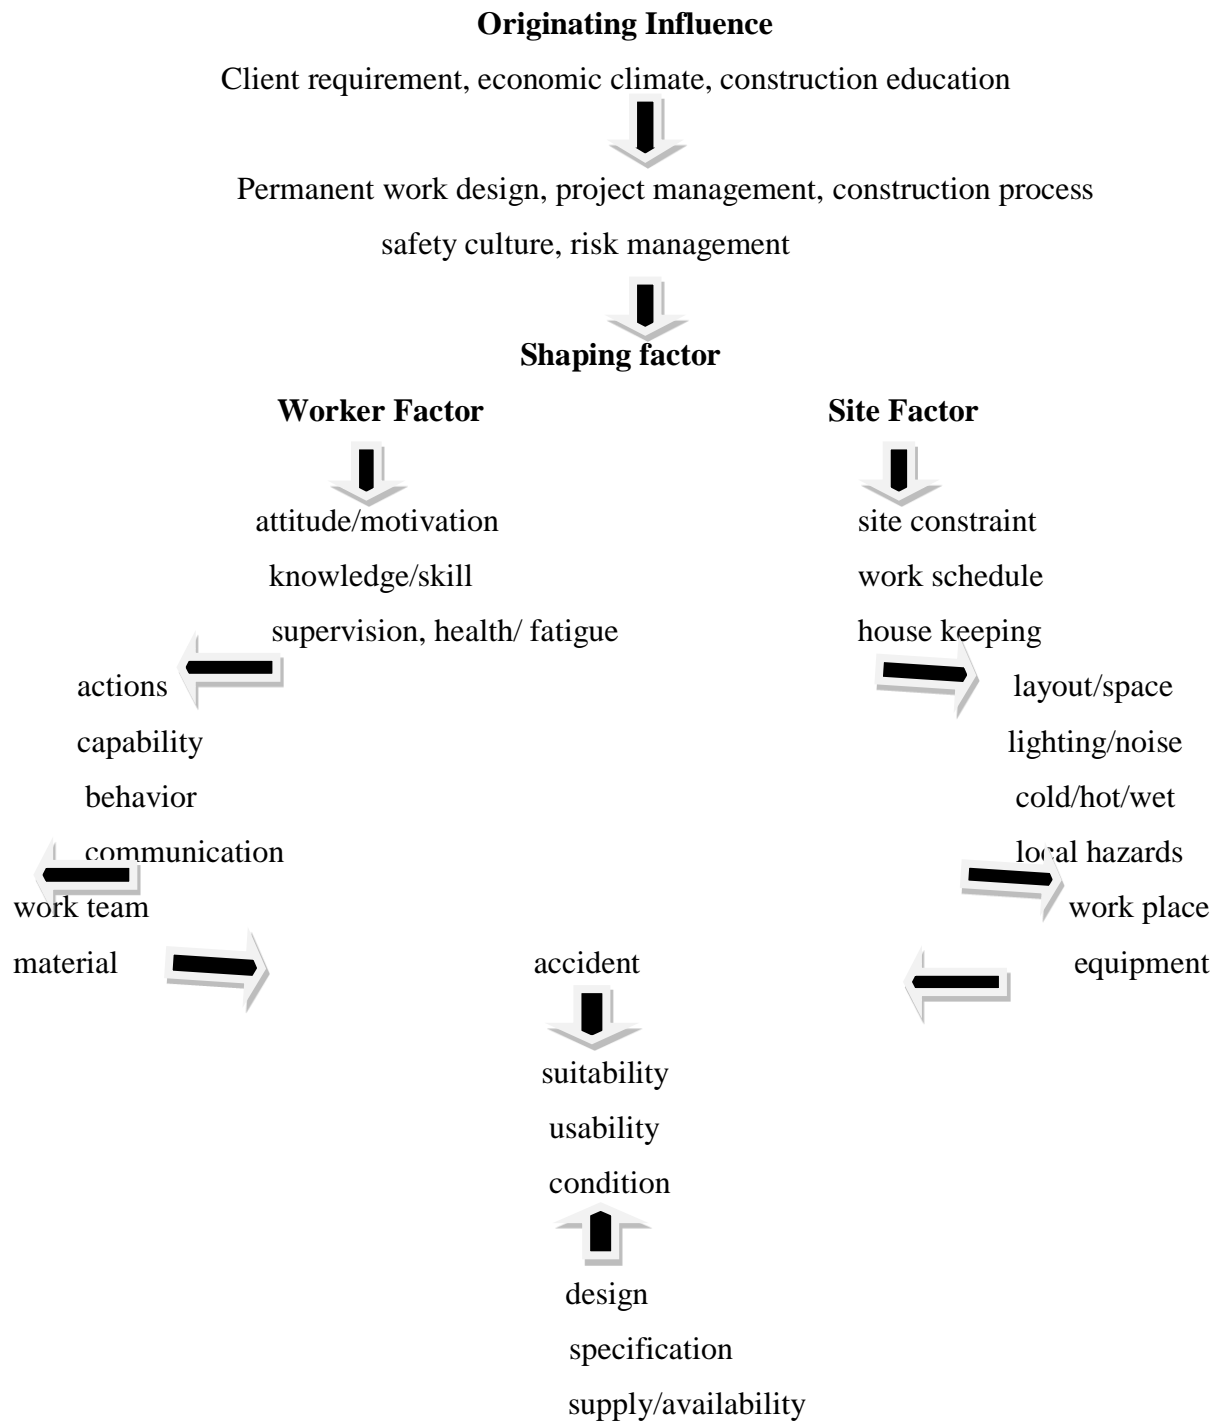 Originating Influence
Client requirement, economic climate, construction education
Permanent work design, project management, construction process
safety culture, risk management
Shaping factor
Worker Factor Site Factor
attitude/motivation site constraint
knowledge/skill work schedule
supervision, health/ fatigue house keeping
actions layout/space
capability lighting/noise
behavior cold/hot/wet
communication local hazards
work team work place
material accident equipment
suitability
usability
condition
design
specification
supply/availability